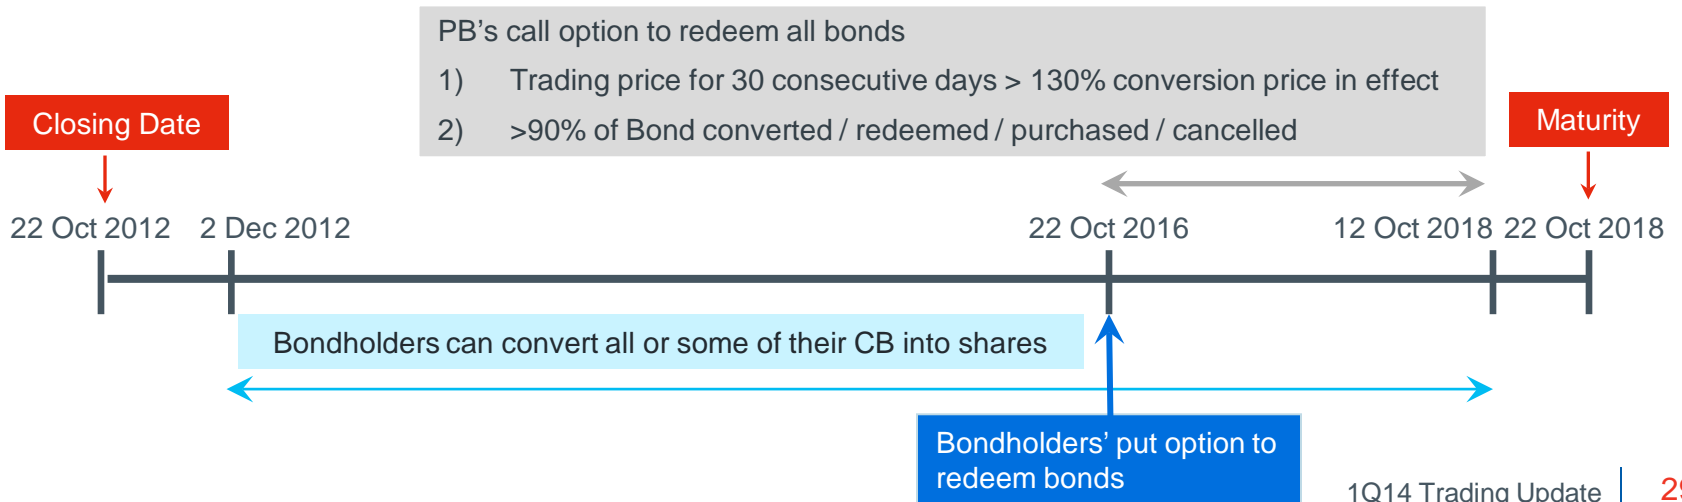 PB's call option to redeem all bonds
1) Trading price for 30 consecutive days > 130% conversion price in effect
2) >90% of Bond converted / redeemed / purchased / cancelled
Closing Date
Maturity
22 Oct 2012 2 Dec 2012 22 Oct 2016 12 Oct 2018 22 Oct 2018
Bondholders can convert all or some of their CB into shares
Bondholders' put option to
redeem bonds
1Q14 Trading Update
29